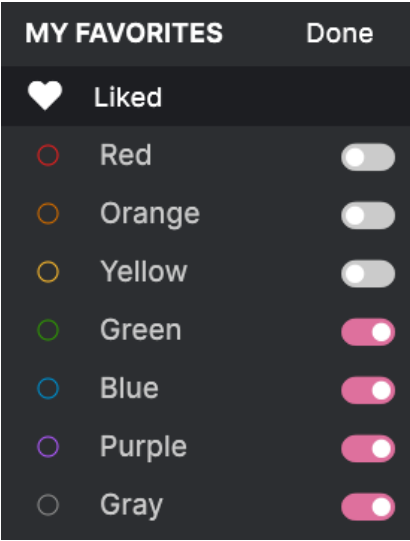 MY FAVORITES Done
Liked
Red
Orange
Yellow
Green
Blue
Purple
Gray